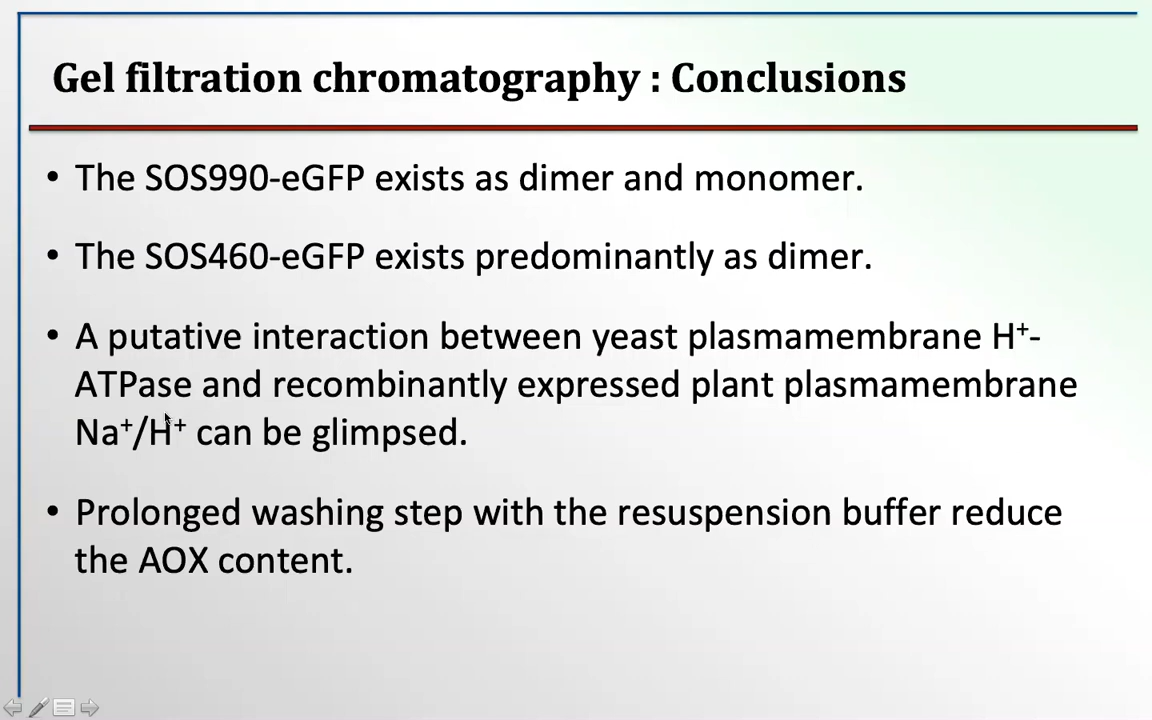 Gel filtration chromatography : Conclusions
• The SOS990-eGFP exists as dimer and monomer.
• The SOS460-eGFP exists predominantly as dimer.
• A putative interaction between yeast plasmamembrane H⁺-
ATPase and recombinantly expressed plant plasmamembrane
Na⁺/H⁺ can be glimpsed.
• Prolonged washing step with the resuspension buffer reduce
the AOX content.